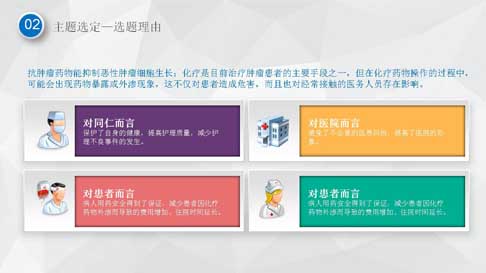 02
主题选定—选题理由
抗肿瘤药物能抑制恶性肿瘤细胞生长；化疗是目前治疗肿瘤患者的主要手段之一，但在化疗药物操作的过程中，
可能会出现药物暴露或外渗现象，这不仅对患者造成危害，而且也对经常接触的医务人员存在影响。
对同仁而言
保护了自身的健康，提高护理质量，减少护
理不良事件的发生。
对医院而言
避免了不必要的医患纠纷，提高了医院的形
象。
对患者而言
病人用药安全得到了保证，减少患者因化疗
药物外渗而导致的费用增加、住院时间延长。
对患者而言
病人用药安全得到了保证，减少患者因化疗
药物外渗而导致的费用增加、住院时间延长。